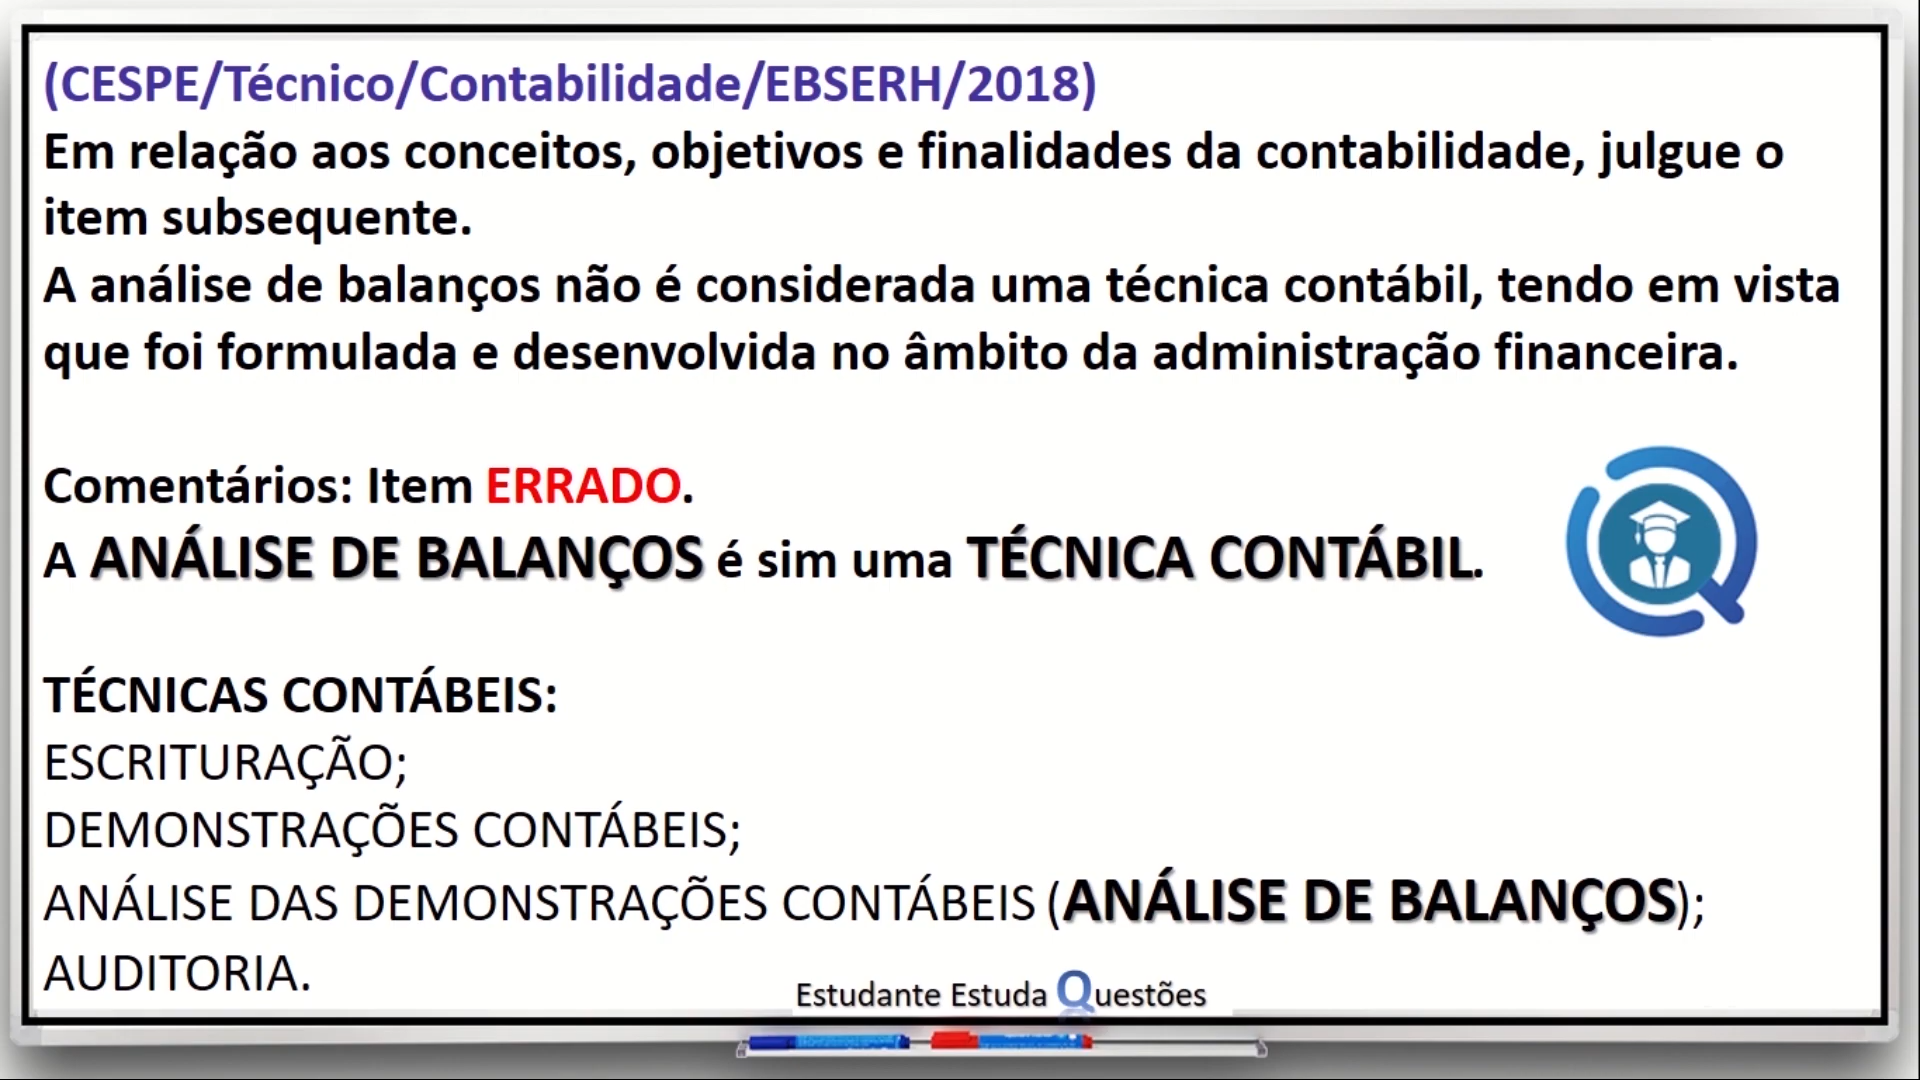 (CESPE/Técnico/Contabilidade/EBSERH/2018)
Em relação aos conceitos, objetivos e finalidades da contabilidade, julgue o
item subsequente.
A análise de balanços não é considerada uma técnica contábil, tendo em vista
que foi formulada e desenvolvida no âmbito da administração financeira.
Comentários: Item ERRADO.
A ANÁLISE DE BALANÇOS é sim uma TÉCNICA CONTÁBIL.
TÉCNICAS CONTÁBEIS:
ESCRITURAÇÃO;
DEMONSTRAÇÕES CONTÁBEIS;
ANÁLISE DAS DEMONSTRAÇÕES CONTÁBEIS (ANÁLISE DE BALANÇOS);
AUDITORIA.
Estudante Estuda Questões